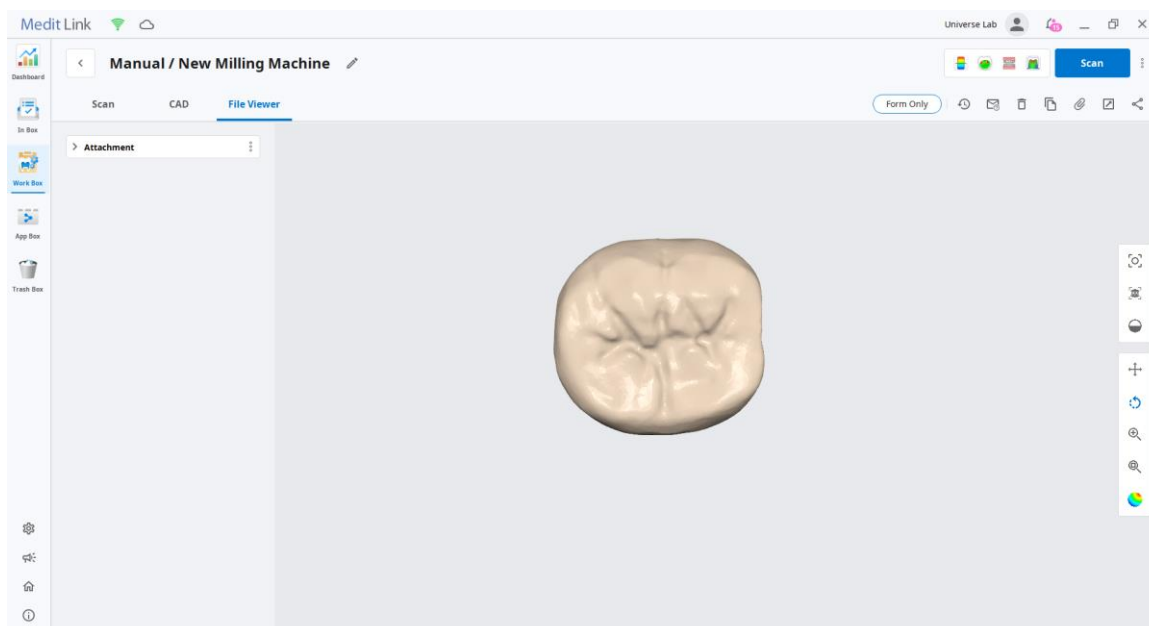 Medit Link
Universe Lab
Dashboard
Manual / New Milling Machine
Scan
Scan
CAD
File Viewer
Form Only
In Box
Attachment
Work Box
App Box
Trash Box